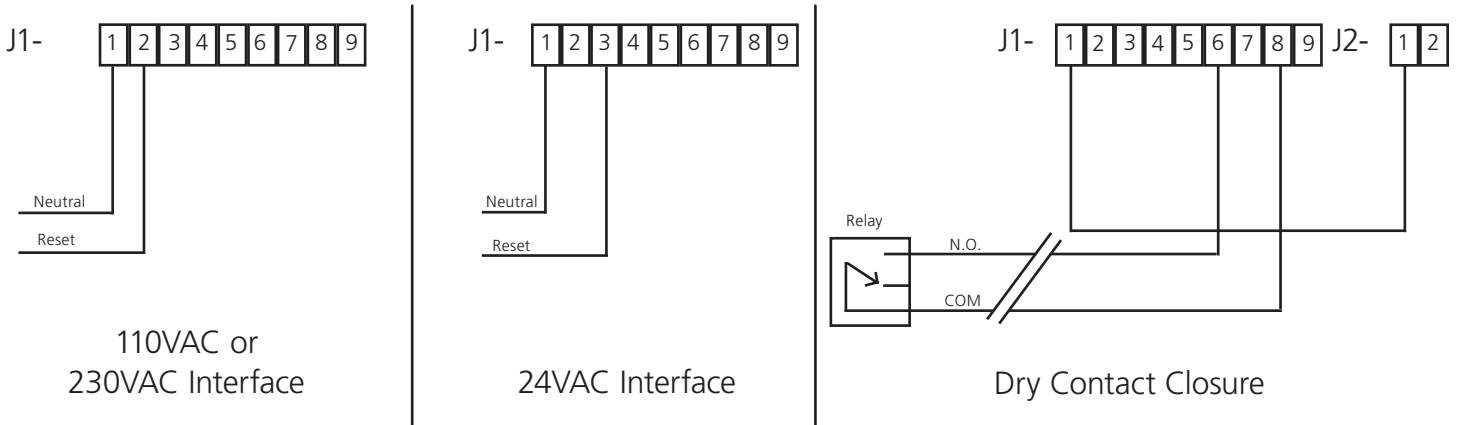 J1- 1 2 3 4 5 6 7 8 9
Neutral
Reset
110VAC or
230VAC Interface
J1- 1 2 3 4 5 6 7 8 9
Neutral
Reset
24VAC Interface
J1- 1 2 3 4 5 6 7 8 9 J2- 1 2
Relay
N.O.
COM
Dry Contact Closure